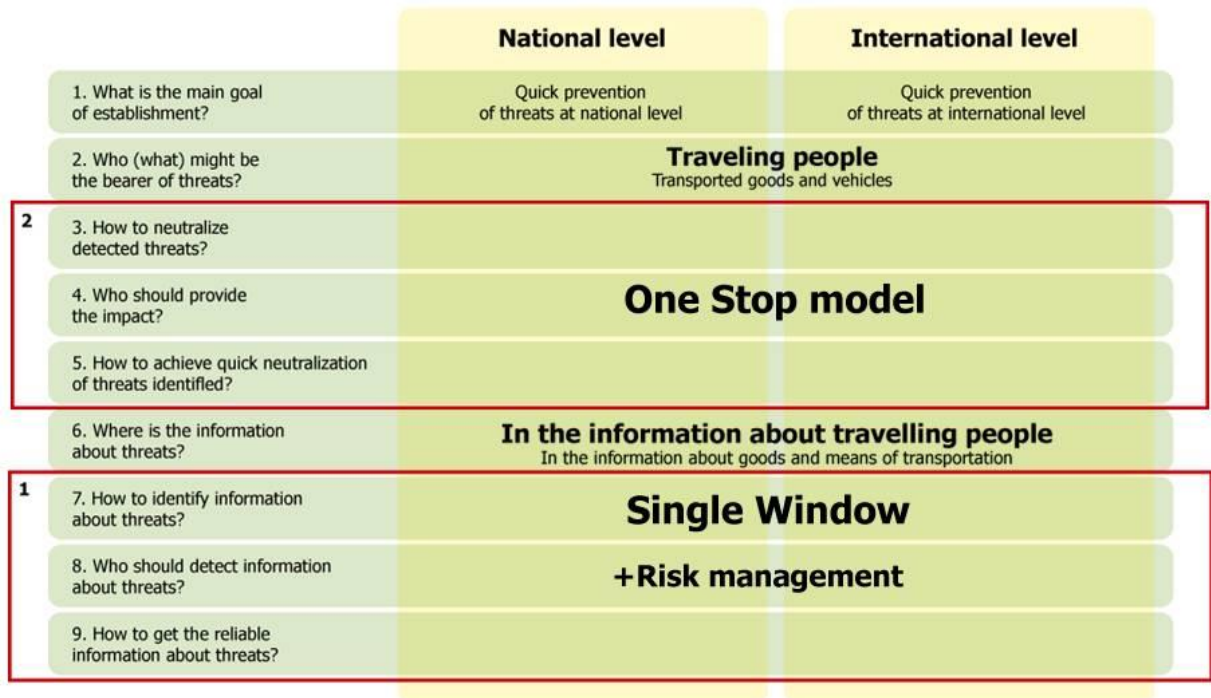 National level
International level
1. What is the main goal
of establishment?
Quick prevention
of threats at national level
Quick prevention
of threats at international level
2. Who (what) might be
the bearer of threats?
Traveling people
Transported goods and vehicles
2
3. How to neutralize
detected threats?
4. Who should provide
the impact?
One Stop model
5. How to achieve quick neutralization
of threats identified?
6. Where is the information
about threats?
In the information about travelling people
In the information about goods and means of transportation
1
7. How to identify information
about threats?
Single Window
8. Who should detect information
about threats?
+Risk management
9. How to get the reliable
information about threats?